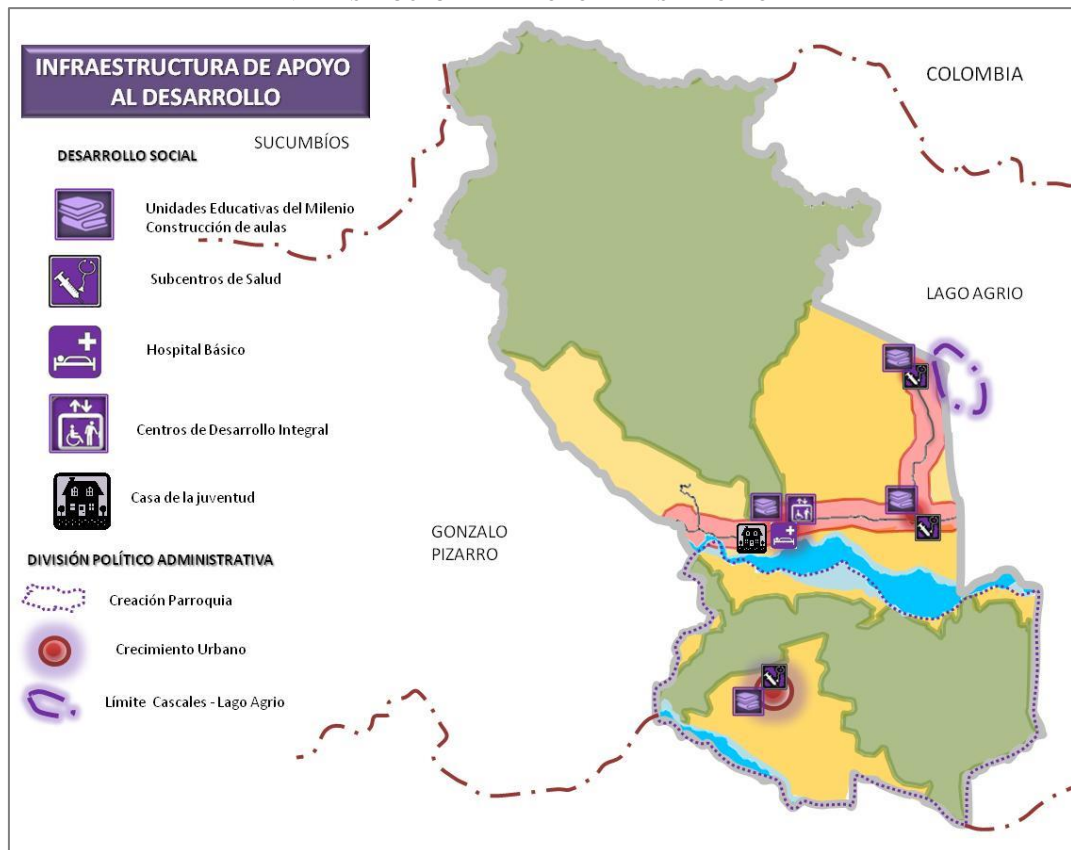 INFRAESTRUCTURA DE APOYO
AL DESARROLLO
COLOMBIA
SUCUMBÍOS
DESARROLLO SOCIAL
Unidades Educativas del Milenio
Construcción de aulas
Subcentros de Salud
LAGO AGRIO
Hospital Básico
Centros de Desarrollo Integral
Casa de la juventud
GONZALO
PIZARRO
DIVISIÓN POLÍTICO ADMINISTRATIVA
Creación Parroquia
Crecimiento Urbano
Límite Cascales - Lago Agrio